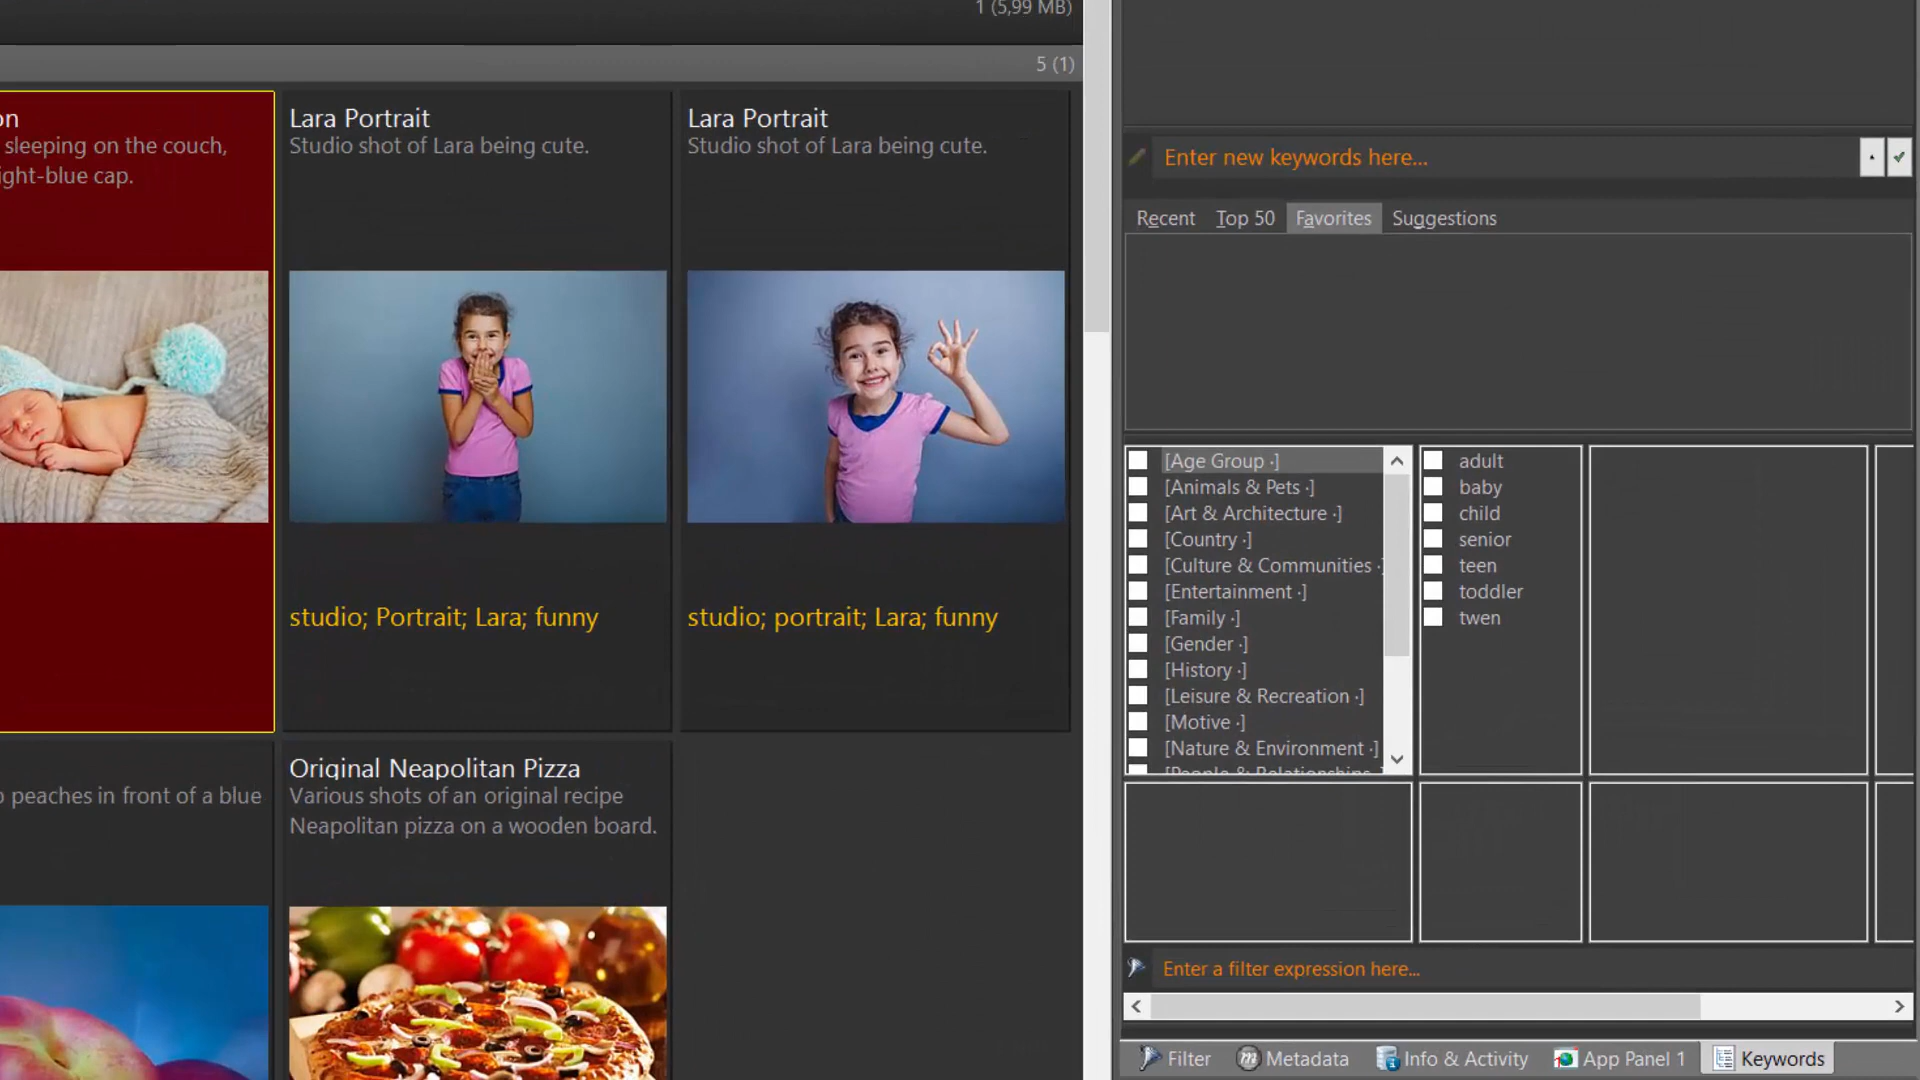 1 (5,99 MB)
5 (1)
on
sleeping on the couch,
ight-blue cap.
Lara Portrait
Studio shot of Lara being cute.
studio; Portrait; Lara; funny
Lara Portrait
Studio shot of Lara being cute.
studio; portrait; Lara; funny
peaches in front of a blue
Original Neapolitan Pizza
Various shots of an original recipe
Neapolitan pizza on a wooden board.
Enter new keywords here...
Recent Top 50 Favorites Suggestions
[Age Group ·]
[Animals & Pets ·]
[Art & Architecture ·]
[Country ·]
[Culture & Communities ·]
[Entertainment ·]
[Family ·]
[Gender ·]
[History ·]
[Leisure & Recreation ·]
[Motive ·]
[Nature & Environment ·]
[People & Relationships
adult
baby
child
senior
teen
toddler
twen
Enter a filter expression here...
Filter Metadata Info & Activity App Panel 1 Keywords